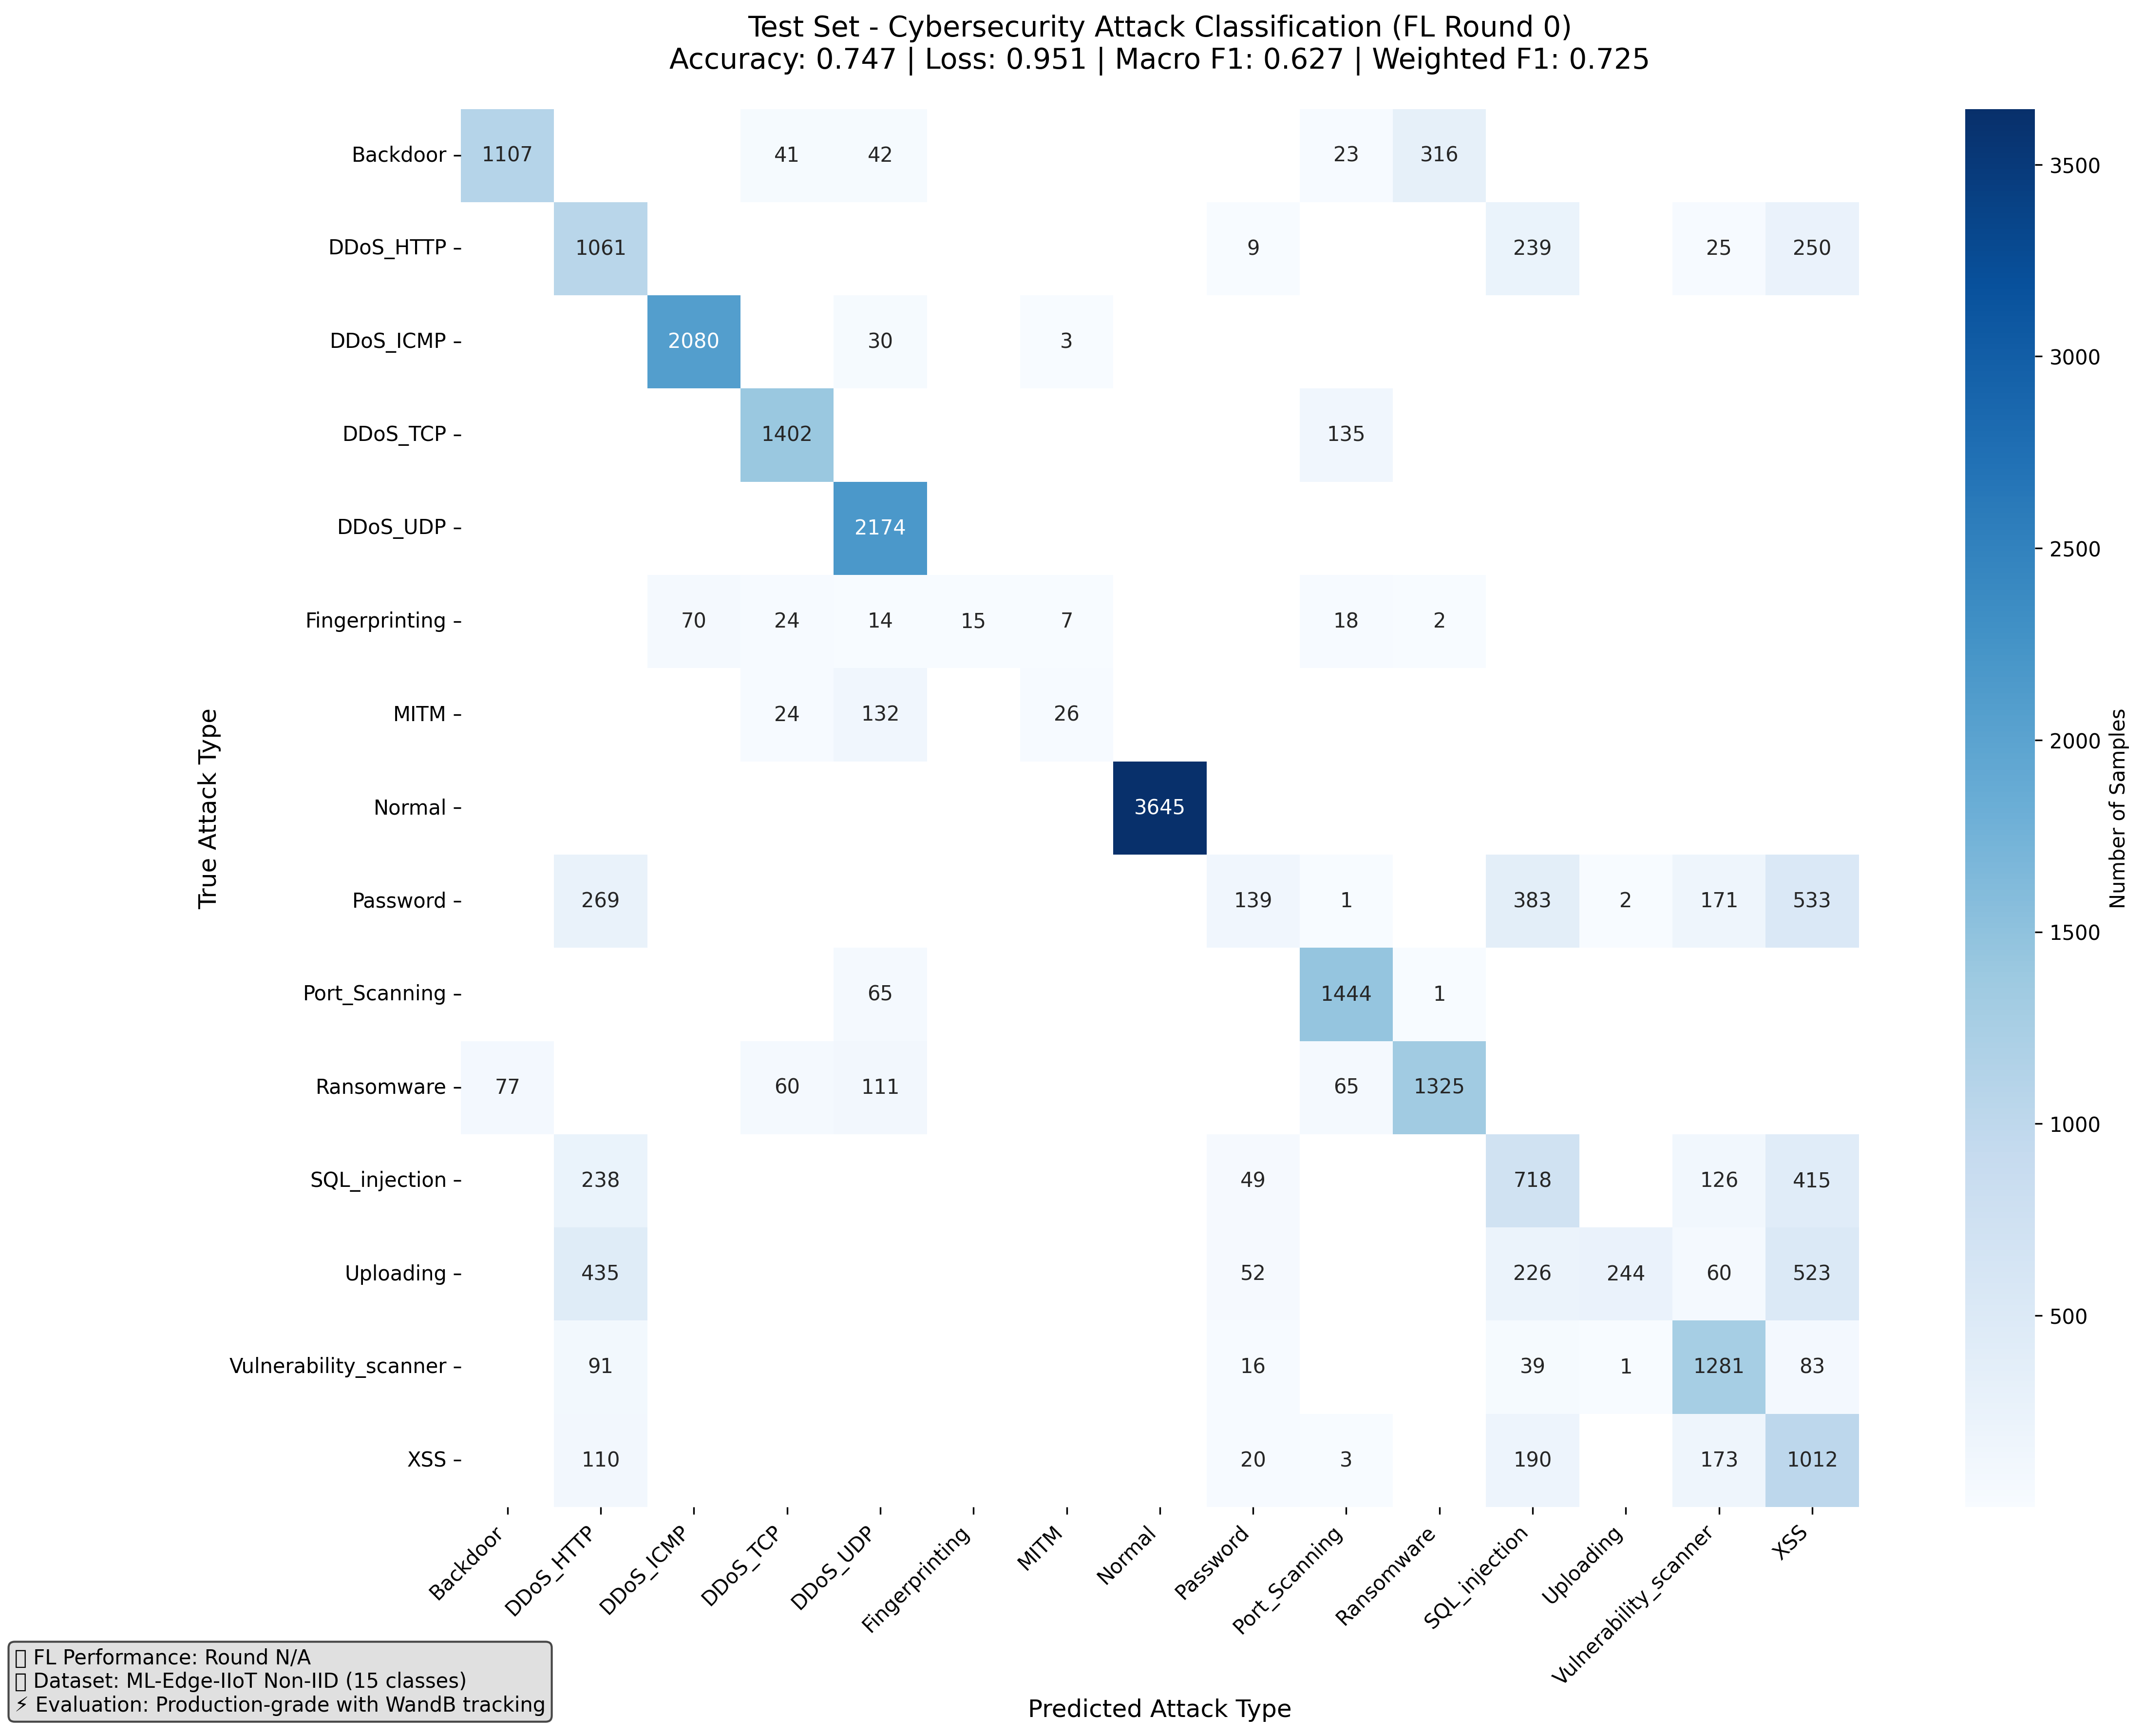 Test Set - Cybersecurity Attack Classification (FL Round 0)
Accuracy: 0.747 | Loss: 0.951 | Macro F1: 0.627 | Weighted F1: 0.725
True Attack Type
Backdoor 1107 41 42 23 316
DDoS_HTTP 1061 9 239 25 250
DDoS_ICMP 2080 30 3
DDoS_TCP 1402 135
DDoS_UDP 2174
Fingerprinting 70 24 14 15 7 18 2
MITM 24 132 26
Normal 3645
Password 269 139 1 383 2 171 533
Port_Scanning 65 1444 1
Ransomware 77 60 111 65 1325
SQL_injection 238 49 718 126 415
Uploading 435 52 226 244 60 523
Vulnerability_scanner 91 16 39 1 1281 83
XSS 110 20 3 190 173 1012
Backdoor
DDoS_HTTP
DDoS_ICMP
DDoS_TCP
DDoS_UDP
Fingerprinting
MITM
Normal
Password
Port_Scanning
Ransomware
SQL_injection
Uploading
Vulnerability_scanner
XSS
Predicted Attack Type
3500
3000
2500
2000
1500
1000
500
Number of Samples
FL Performance: Round N/A
Dataset: ML-Edge-IIoT Non-IID (15 classes)
⚡ Evaluation: Production-grade with WandB tracking